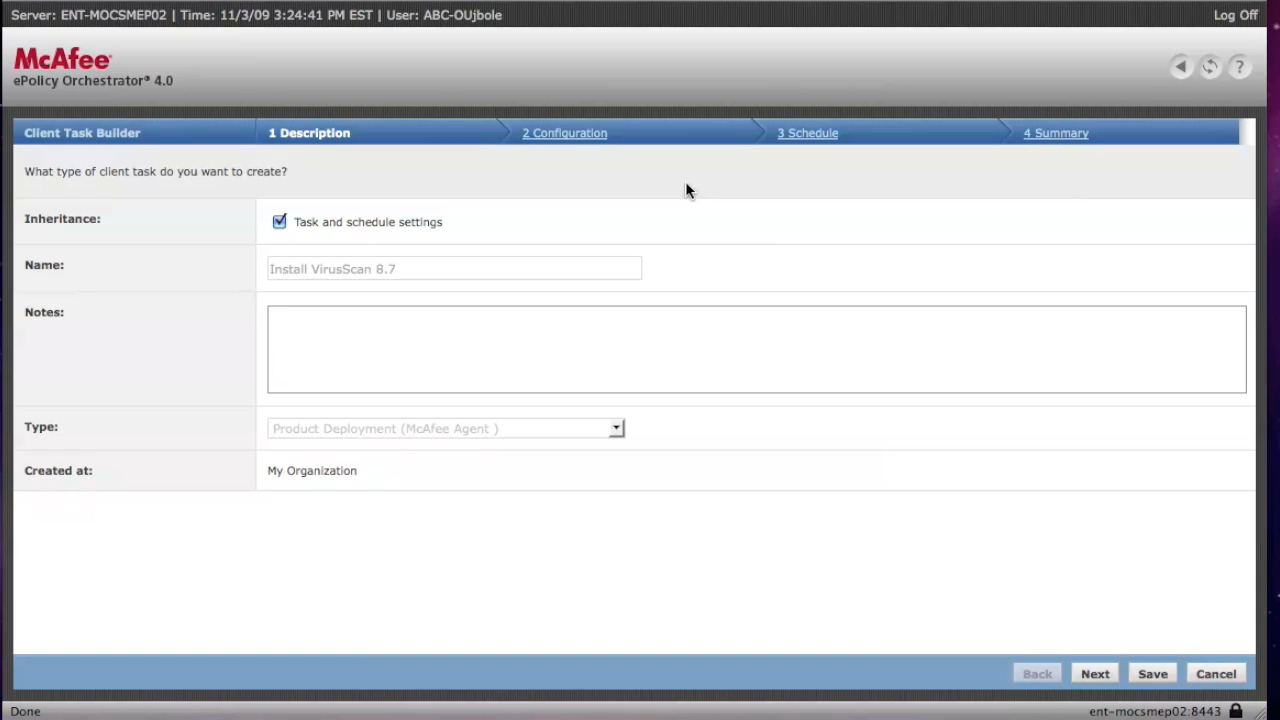 Server: ENT-MOCSMEP02 | Time: 11/3/09 3:24:41 PM EST | User: ABC-OUjbole
Log Off
McAfee
ePolicy Orchestrator® 4.0
?
Client Task Builder
1 Description
2 Configuration
3 Schedule
4 Summary
What type of client task do you want to create?
Inheritance:
Task and schedule settings
Name:
Install VirusScan 8.7
Notes:
Type:
Product Deployment (McAfee Agent )
Created at:
My Organization
Back
Next
Save
Cancel
Done
ent-mocsmep02:8443